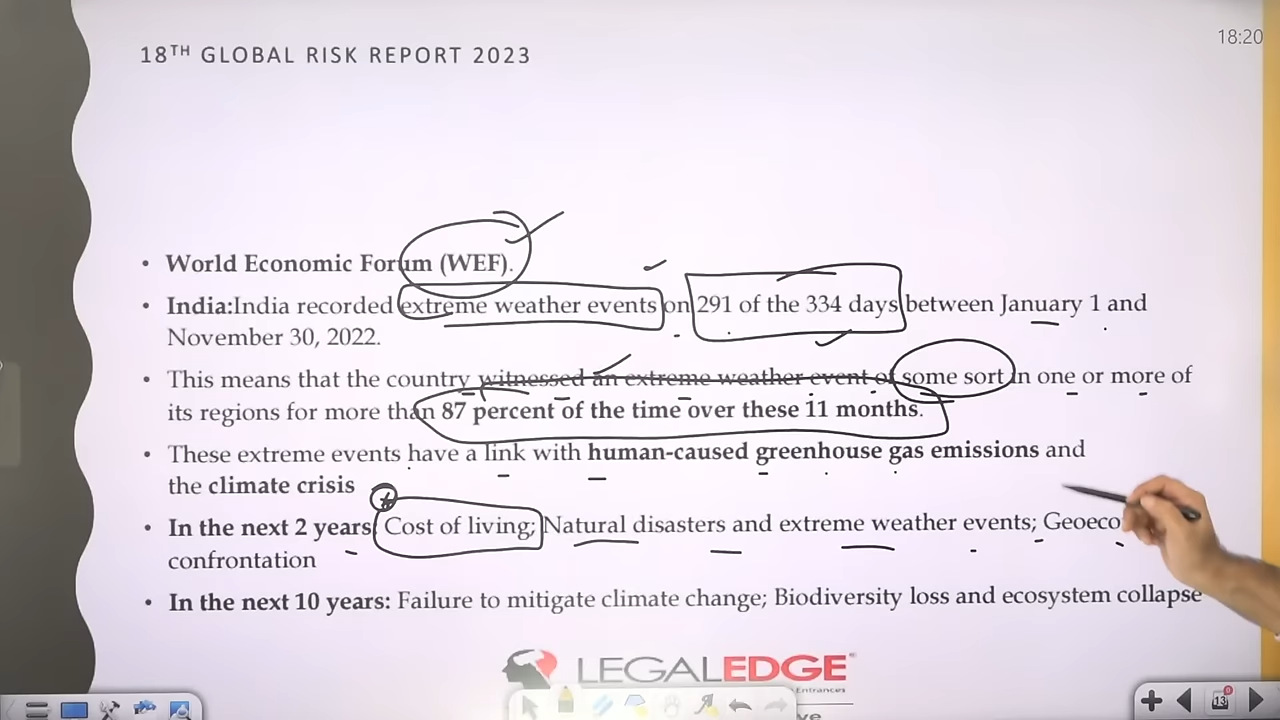 18:20
18TH GLOBAL RISK REPORT 2023
• World Economic Forum (WEF).
• India:India recorded extreme weather events on 291 of the 334 days between January 1 and
November 30, 2022.
• This means that the country witnessed an extreme weather event of some sort in one or more of
its regions for more than 87 percent of the time over these 11 months.
• These extreme events have a link with human-caused greenhouse gas emissions and
the climate crisis
• In the next 2 years: Cost of living; Natural disasters and extreme weather events; Geoeco
confrontation
• In the next 10 years: Failure to mitigate climate change; Biodiversity loss and ecosystem collapse
LEGALEDGE
Entrances
13